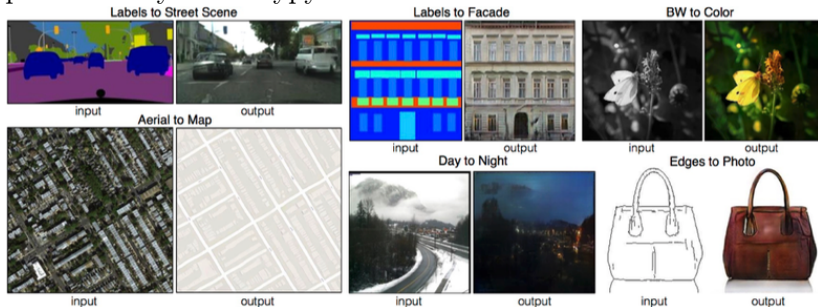 Labels to Street Scene
input
output
Aerial to Map
input
output
Labels to Facade
input
output
BW to Color
input
output
Day to Night
input
output
Edges to Photo
input
output